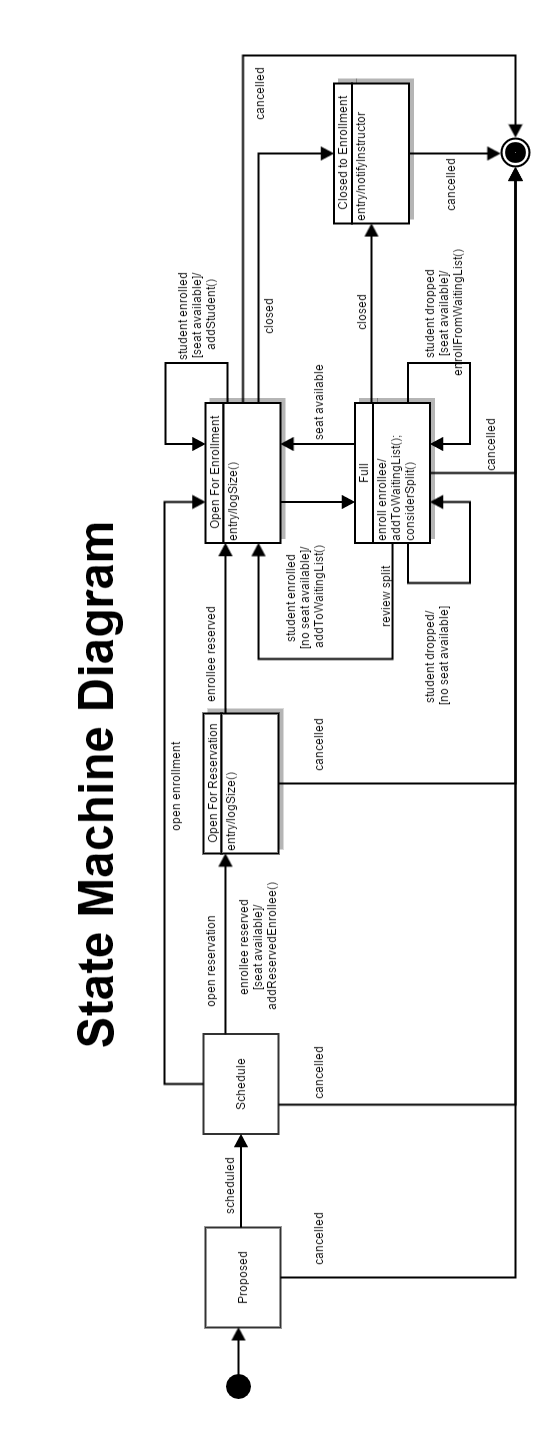 State Machine Diagram
Proposed
scheduled
cancelled
Schedule
cancelled
open reservation
enrollee reserved
[seat available]/
addReservedEnrollee()
open enrollment
Open For Reservation
entry/logSize()
cancelled
enrollee reserved
Open For Enrollment
entry/logSize()
student enrolled
[seat available]/
addStudent()
student enrolled
[no seat available]/
addToWaitingList()
seat available
review split
Full
enroll enrollee/
addToWaitingList();
considerSplit()
student dropped/
[no seat available]
student dropped
[seat available]/
enrollFromWaitingList()
cancelled
closed
closed
Closed to Enrollment
entry/notifyInstructor
cancelled
cancelled